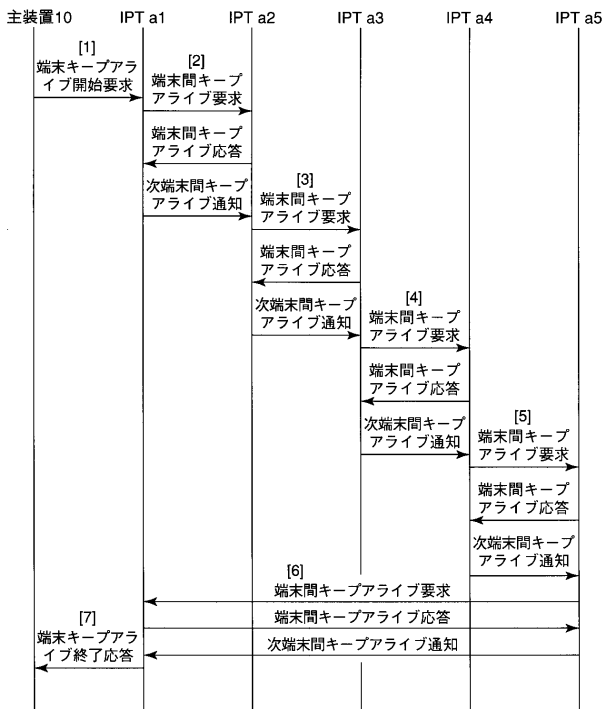 主装置10 IPT a1 IPT a2 IPT a3 IPT a4 IPT a5
[1]
端末キープアラ
イブ開始要求
[2]
端末間キープ
アライブ要求
端末間キープ
アライブ応答
次端末間キープ
アライブ通知
[3]
端末間キープ
アライブ要求
端末間キープ
アライブ応答
次端末間キープ
アライブ通知
[4]
端末間キープ
アライブ要求
端末間キープ
アライブ応答
次端末間キープ
アライブ通知
[5]
端末間キープ
アライブ要求
端末間キープ
アライブ応答
次端末間キープ
アライブ通知
[6]
端末間キープアライブ要求
端末間キープアライブ応答
次端末間キープアライブ通知
[7]
端末キープアラ
イブ終了応答